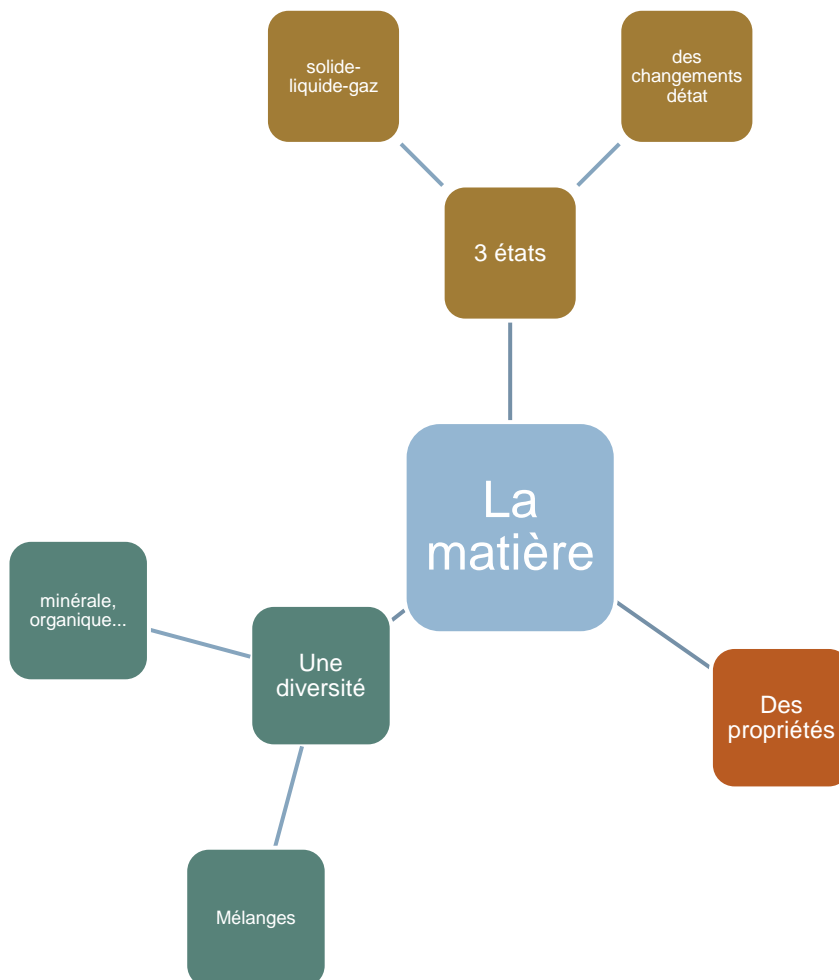 solide-
liquide-gaz
des
changements
détat
3 états
La
matière
minérale,
organique...
Une
diversité
Des
propriétés
Mélanges